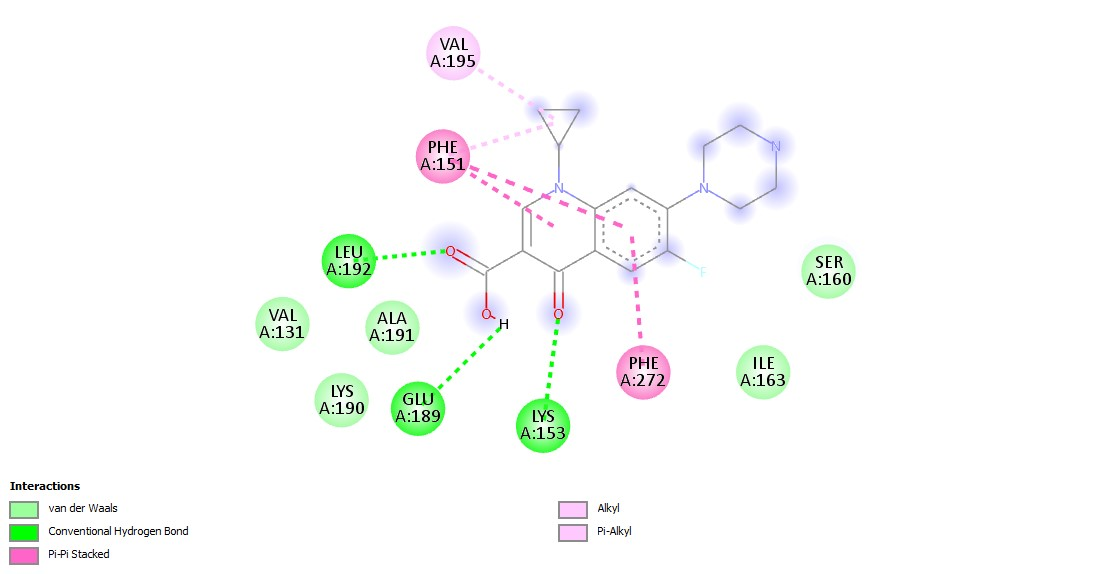 VAL
A:195
PHE
A:151
N
N
N
LEU
A:192
O
O
H
O
F
SER
A:160
VAL
A:131
ALA
A:191
LYS
A:190
GLU
A:189
LYS
A:153
PHE
A:272
ILE
A:163
Interactions
van der Waals
Conventional Hydrogen Bond
Pi-Pi Stacked
Alkyl
Pi-Alkyl